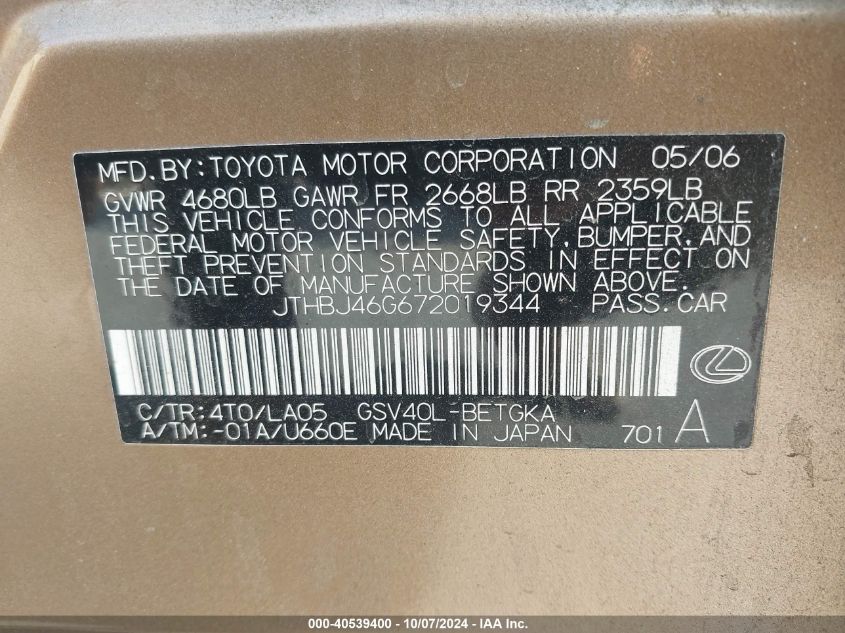 MFD.BY:TOYOTA MOTOR CORPORATION 05/06
GVWR 4680LB GAWR FR 2668LB RR 2359LB
THIS VEHICLE CONFORMS TO ALL APPLICABLE
FEDERAL MOTOR VEHICLE SAFETY,BUMPER,AND
THEFT PREVENTION STANDARDS IN EFFECT ON
THE DATE OF MANUFACTURE SHOWN ABOVE.
JTHBJ46G672019344 PASS.CAR
C/TR:4T0/LA05 GSV40L-BETGKA
A/TM:-01A/U660E MADE IN JAPAN 701 A
000-40539400 - 10/07/2024 - IAA Inc.